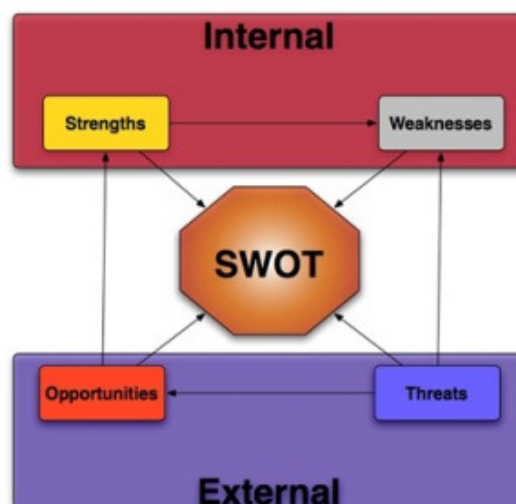 Internal
Strengths
Weaknesses
SWOT
Opportunities
Threats
External